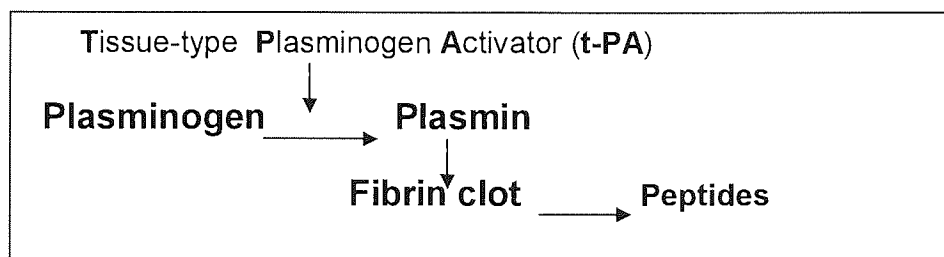 Tissue-type Plasminogen Activator (t-PA)
Plasminogen Plasmin
Fibrin clot Peptides